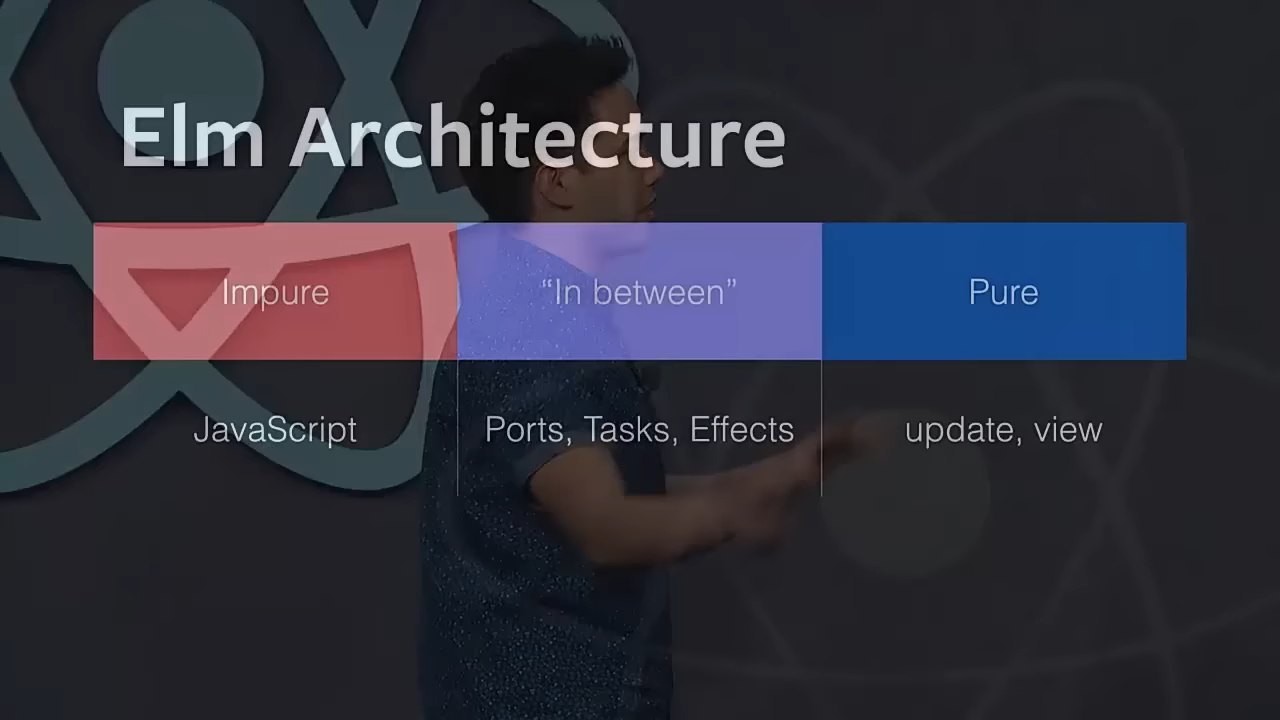 Elm Architecture
Impure “In between” Pure
JavaScript Ports, Tasks, Effects update, view